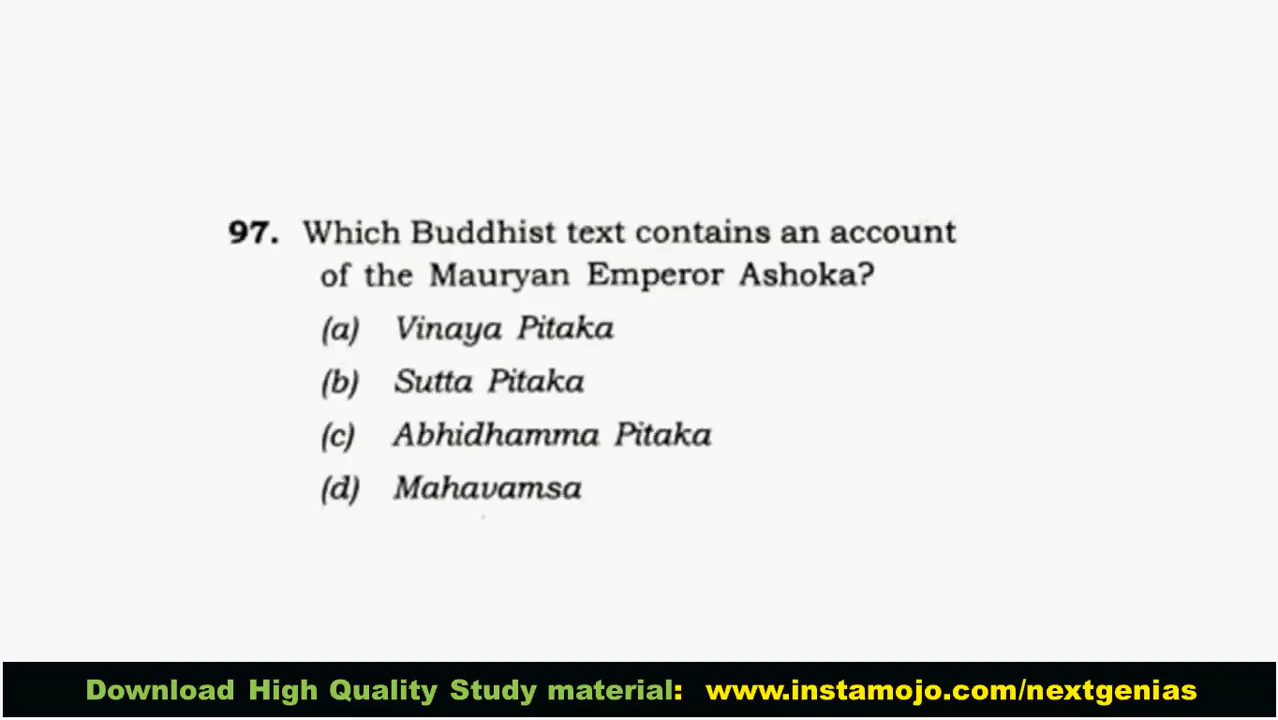 97. Which Buddhist text contains an account
of the Mauryan Emperor Ashoka?
(a) Vinaya Pitaka
(b) Sutta Pitaka
(c) Abhidhamma Pitaka
(d) Mahavamsa
Download High Quality Study material: www.instamojo.com/nextgenias